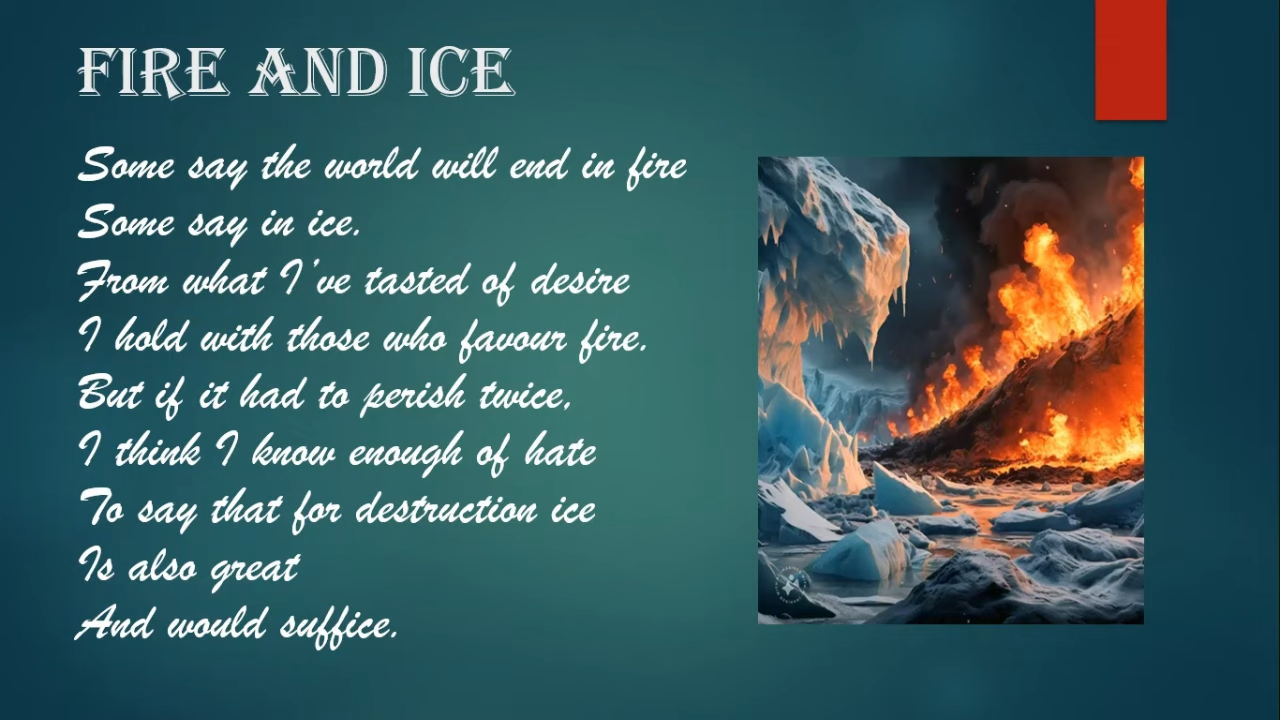 FIRE AND ICE
Some say the world will end in fire
Some say in ice.
From what I've tasted of desire
I hold with those who favour fire.
But if it had to perish twice,
I think I know enough of hate
To say that for destruction ice
Is also great
And would suffice.